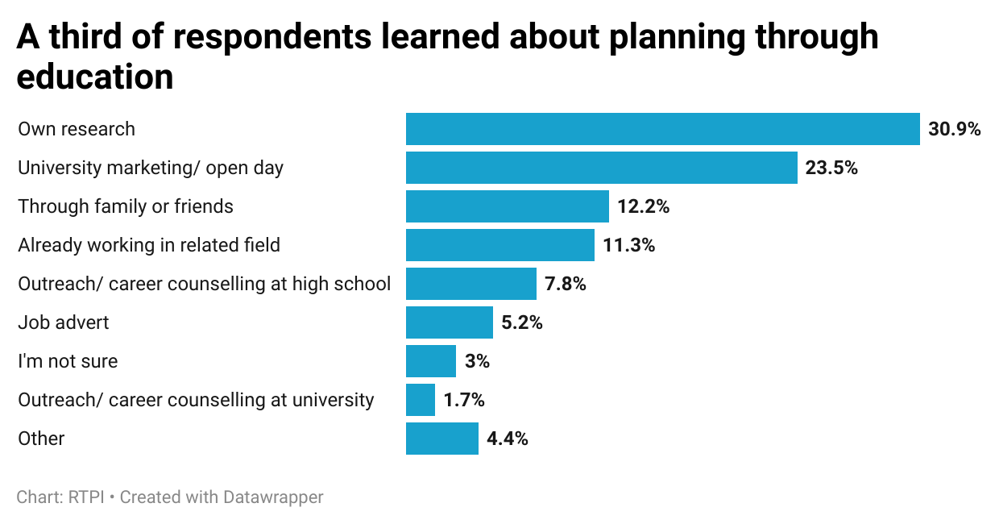 A third of respondents learned about planning through
education
Own research 30.9%
University marketing/ open day 23.5%
Through family or friends 12.2%
Already working in related field 11.3%
Outreach/ career counselling at high school 7.8%
Job advert 5.2%
I'm not sure 3%
Outreach/ career counselling at university 1.7%
Other 4.4%
Chart: RTPI • Created with Datawrapper